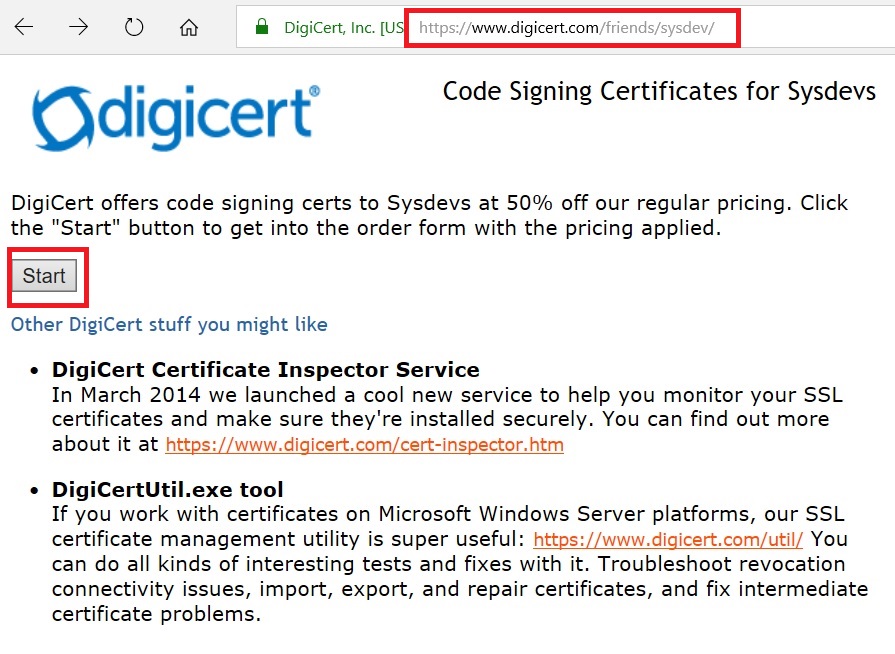 DigiCert, Inc. [US https://www.digicert.com/friends/sysdev/
digicert®
Code Signing Certificates for Sysdevs
DigiCert offers code signing certs to Sysdevs at 50% off our regular pricing. Click
the "Start" button to get into the order form with the pricing applied.
Start
Other DigiCert stuff you might like
• DigiCert Certificate Inspector Service
In March 2014 we launched a cool new service to help you monitor your SSL
certificates and make sure they're installed securely. You can find out more
about it at https://www.digicert.com/cert-inspector.htm
• DigiCertUtil.exe tool
If you work with certificates on Microsoft Windows Server platforms, our SSL
certificate management utility is super useful: https://www.digicert.com/util/ You
can do all kinds of interesting tests and fixes with it. Troubleshoot revocation
connectivity issues, import, export, and repair certificates, and fix intermediate
certificate problems.